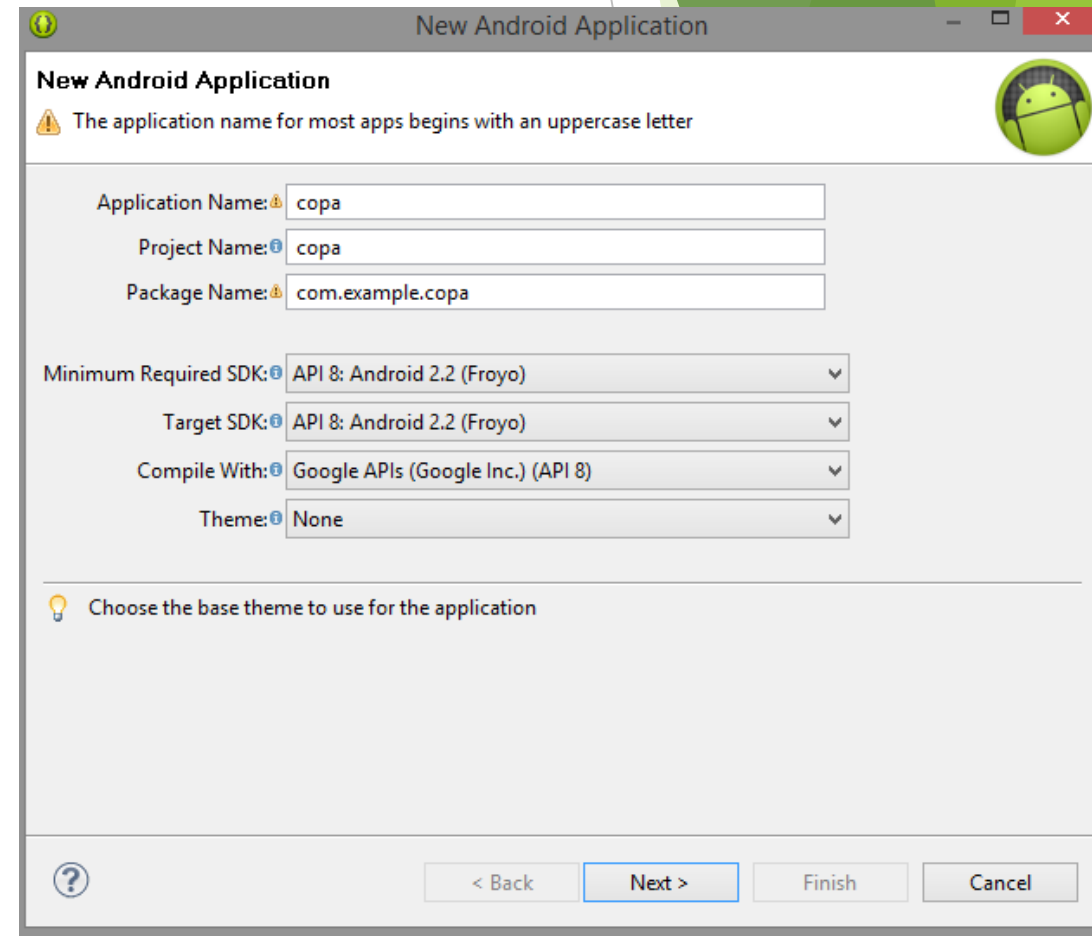 New Android Application
New Android Application
The application name for most apps begins with an uppercase letter
Application Name: copa
Project Name: copa
Package Name: com.example.copa
Minimum Required SDK: API 8: Android 2.2 (Froyo)
Target SDK: API 8: Android 2.2 (Froyo)
Compile With: Google APIs (Google Inc.) (API 8)
Theme: None
Choose the base theme to use for the application
< Back Next > Finish Cancel